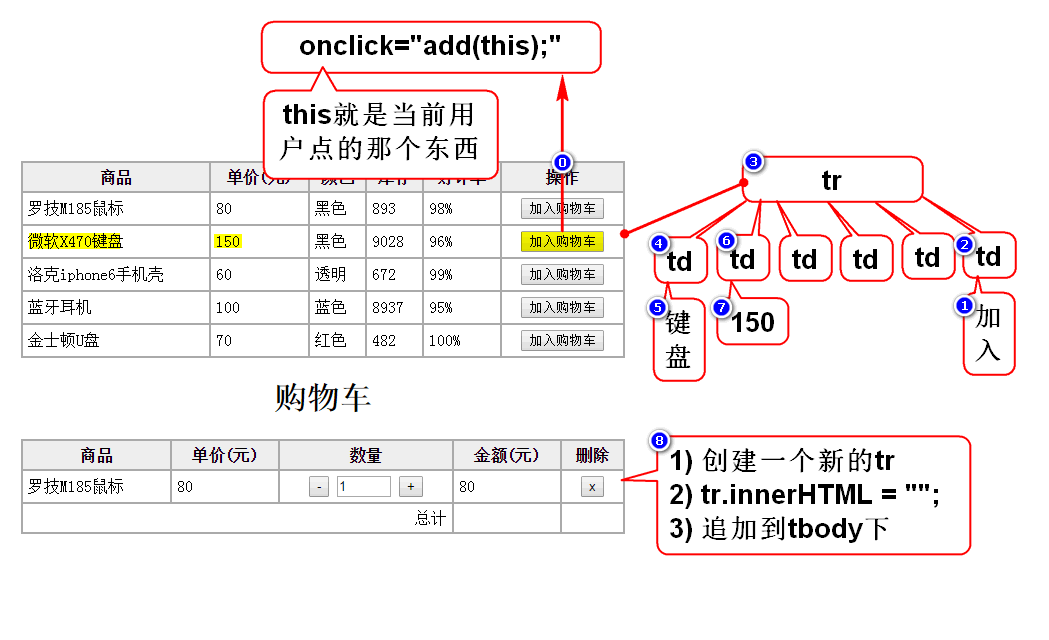 onclick="add(this);"
this就是当前用
户点的那个东西
0
3
tr
商品 单价(元) 操作
罗技M185鼠标 80 黑色 893 98% 加入购物车
微软X470键盘 150 黑色 9028 96% 加入购物车
洛克iphone6手机壳 60 透明 672 99% 加入购物车
蓝牙耳机 100 蓝色 8937 95% 加入购物车
金士顿U盘 70 红色 482 100% 加入购物车
4 6 2
td td td td td td
5 7 1
键
盘
150
加
入
购物车
商品 单价(元) 数量 金额(元) 删除
罗技M185鼠标 80 - 1 + 80 x
总计
8
1) 创建一个新的tr
2) tr.innerHTML = "";
3) 追加到tbody下